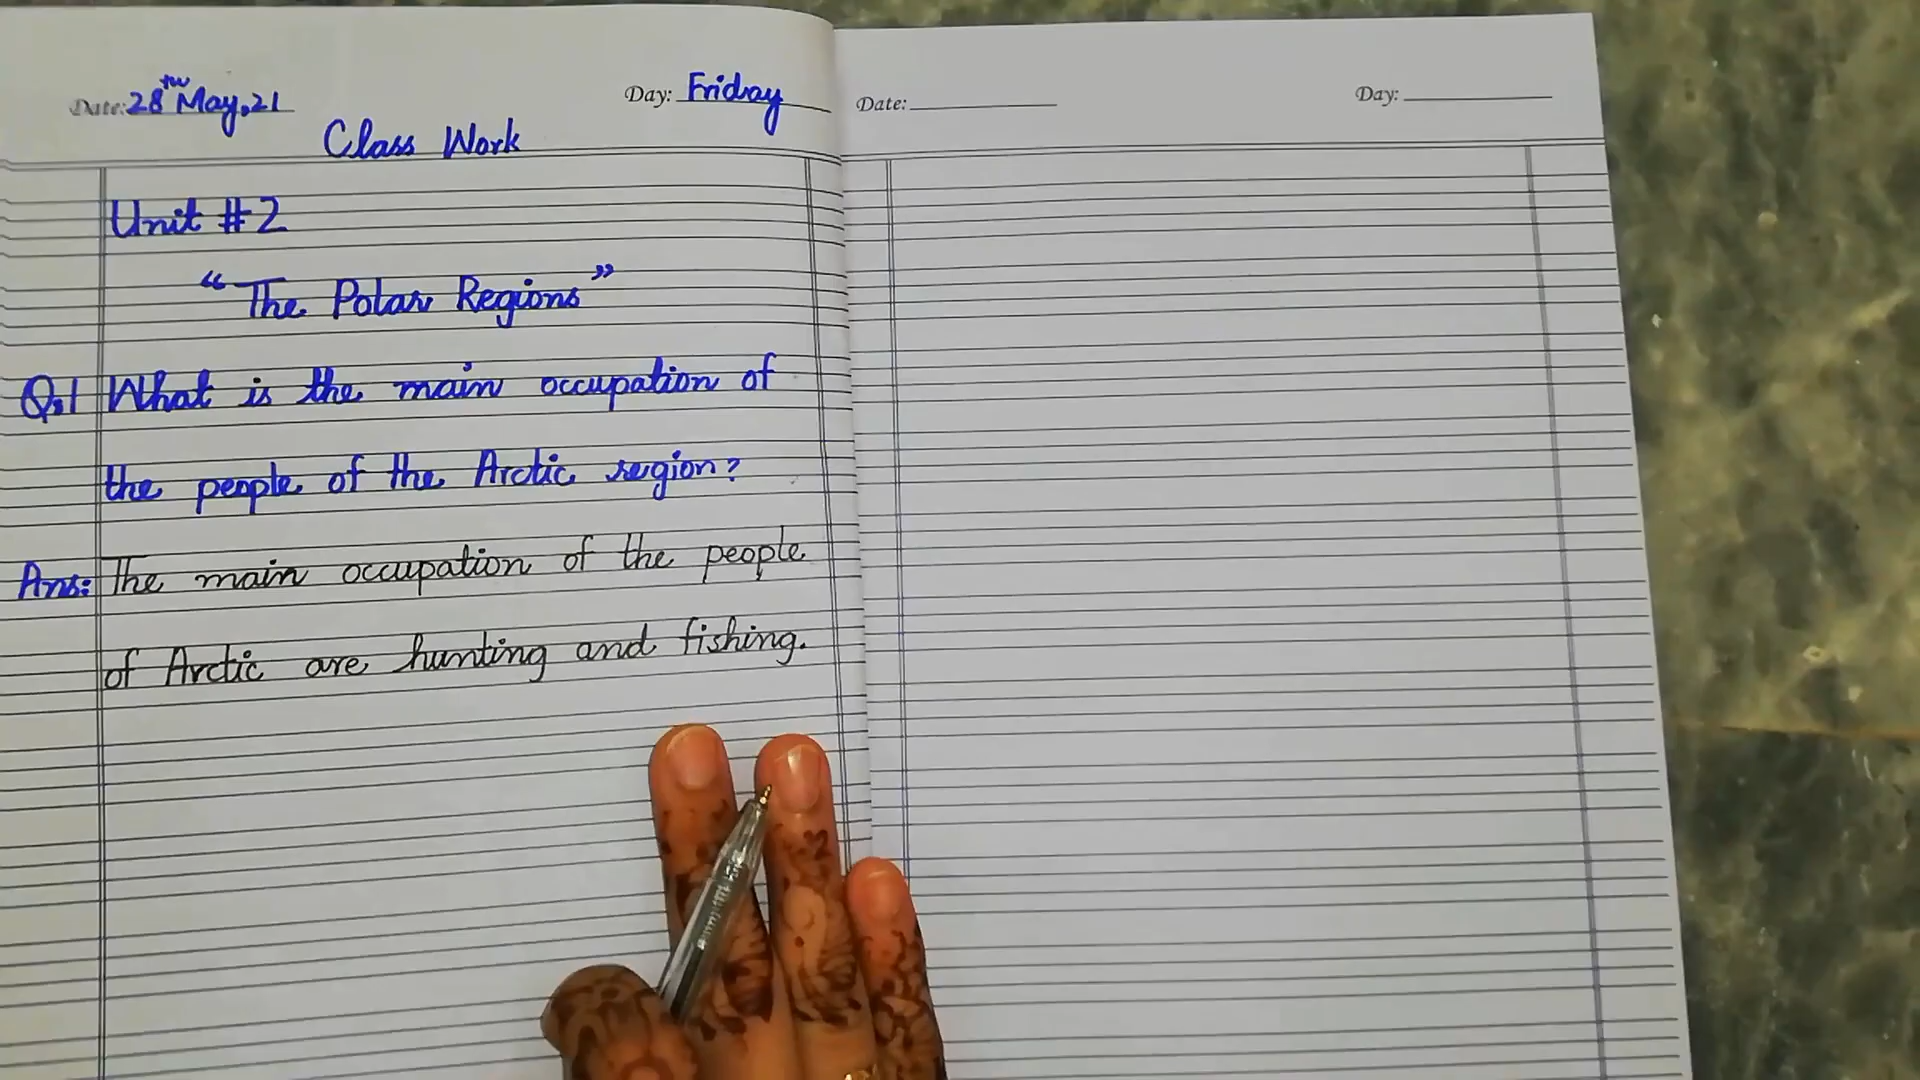 Date: 28th May, 21 Day: Friday
Class Work
Unit #2
"The Polar Regions"
Q.1 What is the main occupation of
the people of the Arctic region?
Ans: The main occupation of the people
of Arctic are hunting and fishing.
Date: Day: